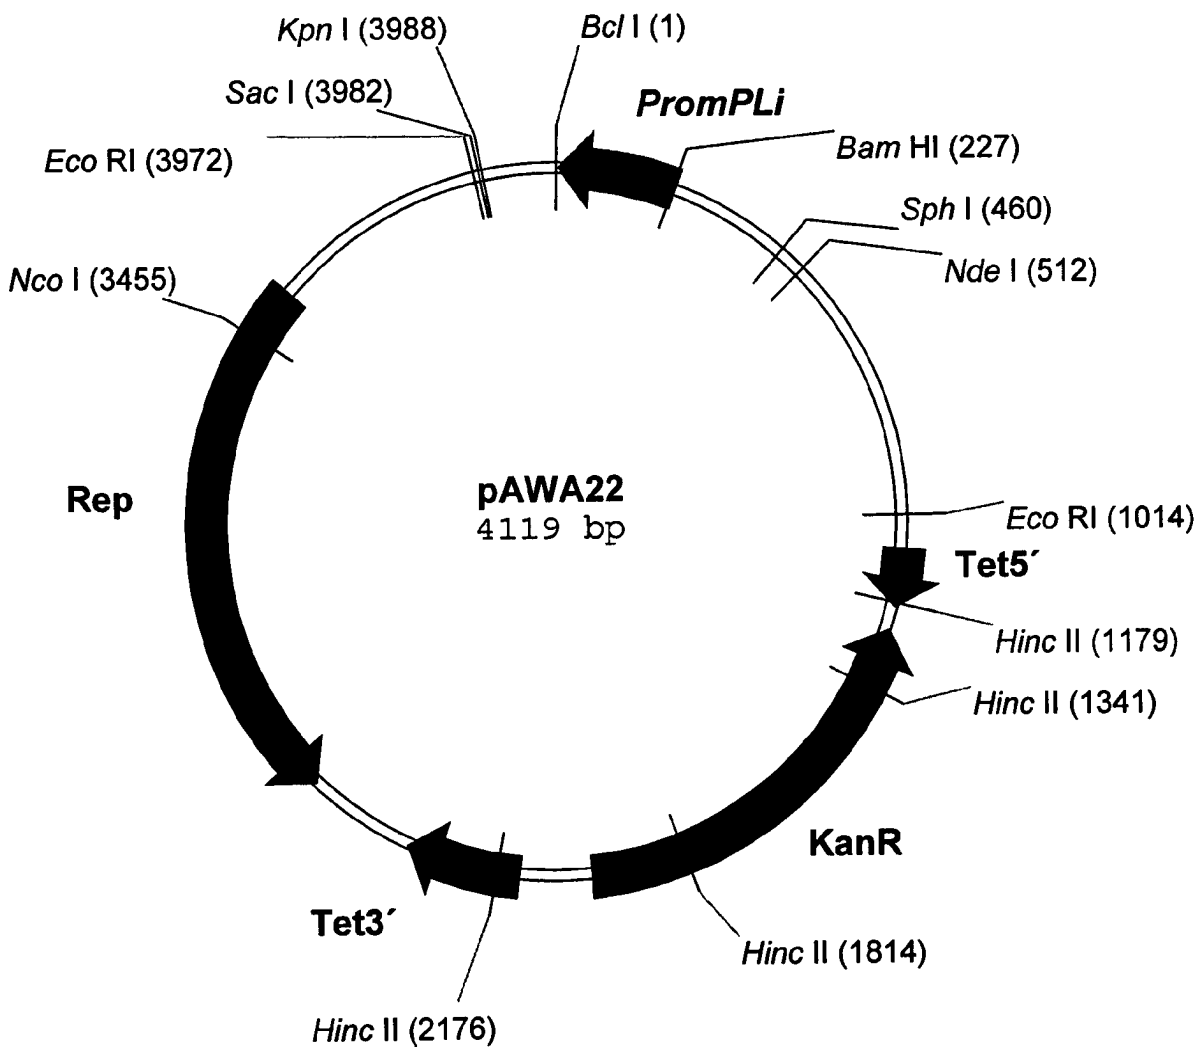 Kpn I (3988)
Bcl I (1)
Sac I (3982)
PromPLi
Eco RI (3972)
Bam HI (227)
Sph I (460)
Nco I (3455)
Nde I (512)
Rep
pAWA22
4119 bp
Eco RI (1014)
Tet5´
Hinc II (1179)
Hinc II (1341)
KanR
Tet3´
Hinc II (1814)
Hinc II (2176)